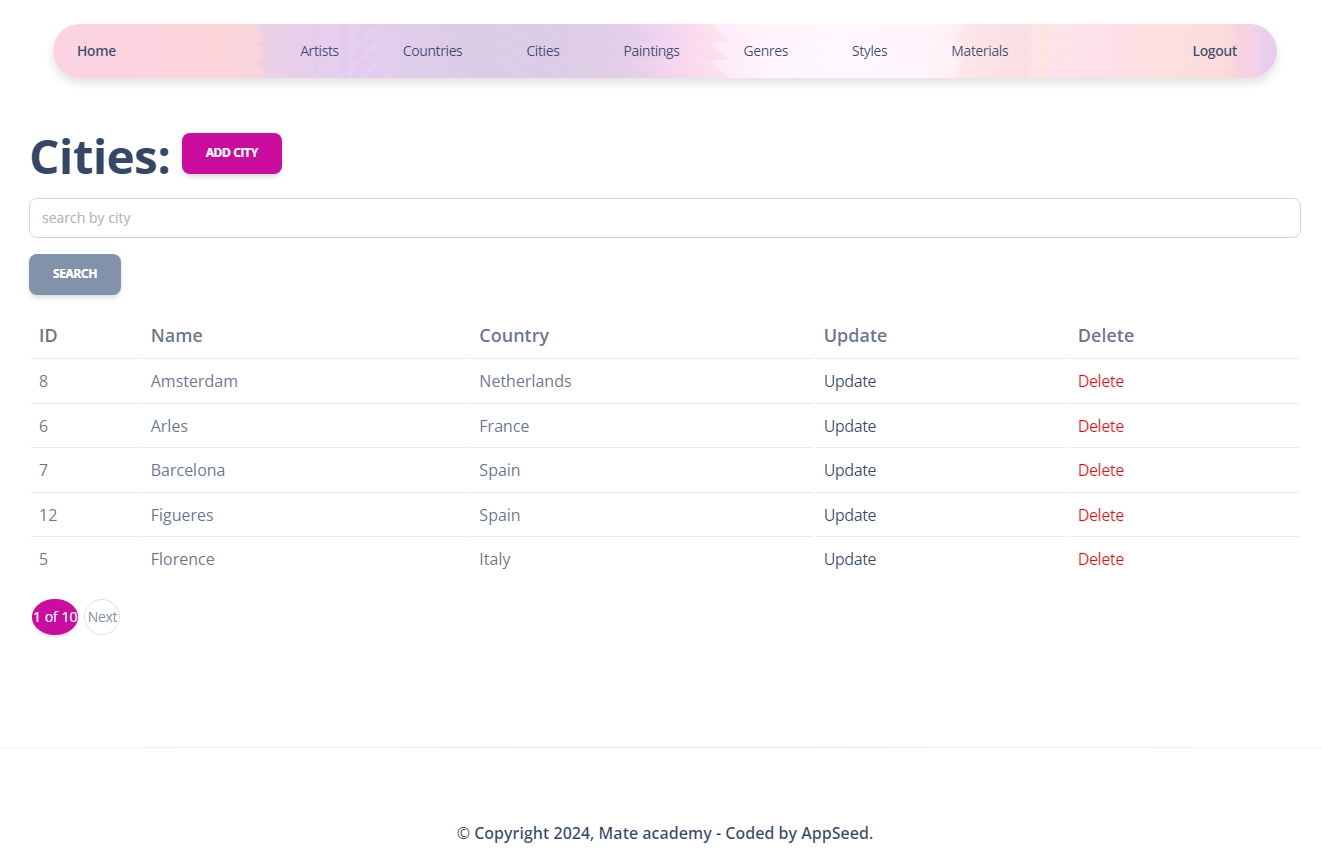 Home Artists Countries Cities Paintings Genres Styles Materials Logout
Cities: ADD CITY
search by city
SEARCH
ID Name Country Update Delete
8 Amsterdam Netherlands Update Delete
6 Arles France Update Delete
7 Barcelona Spain Update Delete
12 Figueres Spain Update Delete
5 Florence Italy Update Delete
1 of 10 Next
© Copyright 2024, Mate academy - Coded by AppSeed.